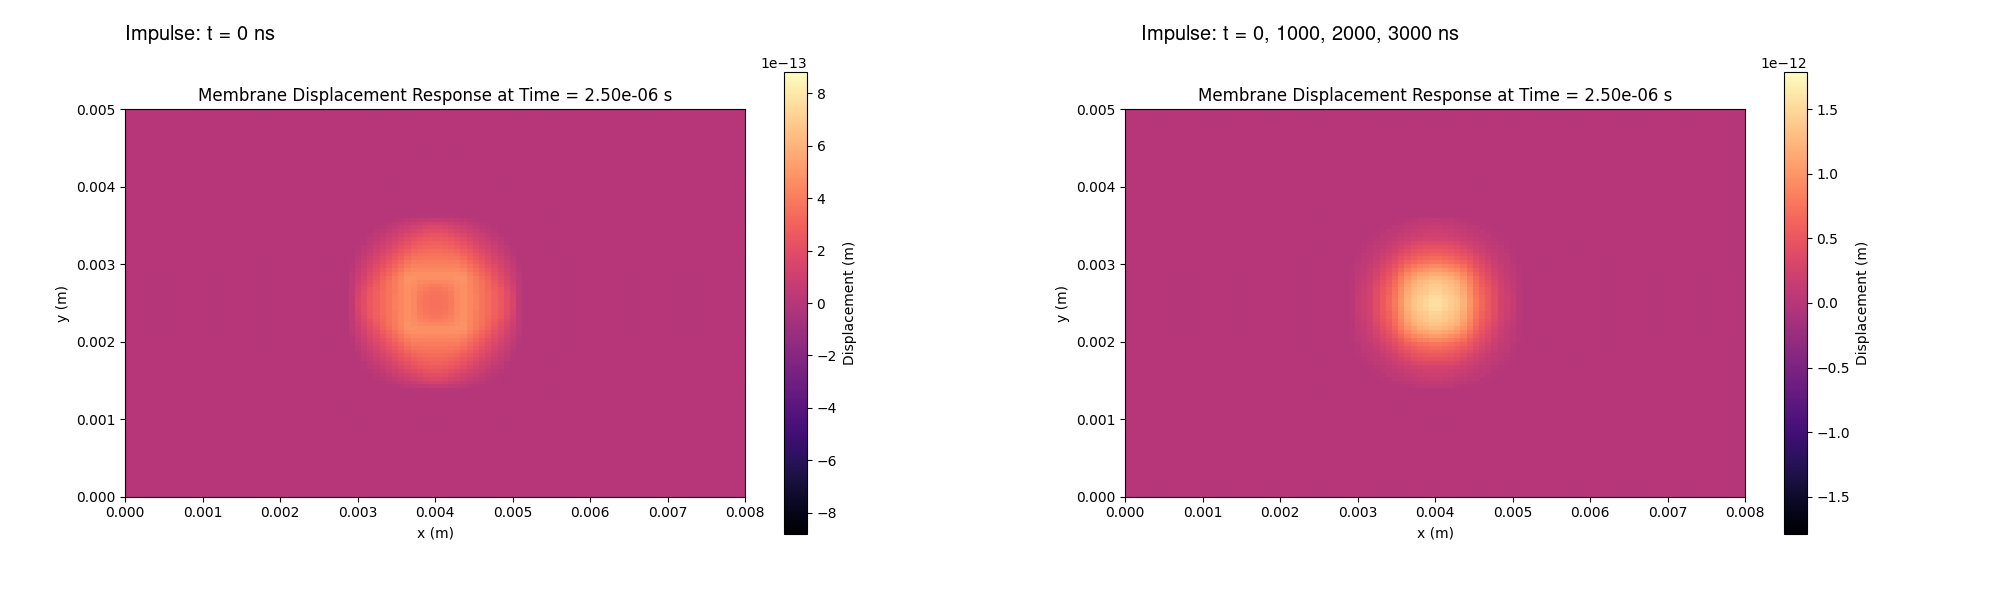 Impulse: t = 0 ns
1e−13
Membrane Displacement Response at Time = 2.50e-06 s
0.005
0.004
0.003
0.002
0.001
0.000
y (m)
0.000 0.001 0.002 0.003 0.004 0.005 0.006 0.007 0.008
x (m)
8
6
4
2
0
−2
−4
−6
−8
Displacement (m)
Impulse: t = 0, 1000, 2000, 3000 ns
1e−12
Membrane Displacement Response at Time = 2.50e-06 s
0.005
0.004
0.003
0.002
0.001
0.000
y (m)
0.000 0.001 0.002 0.003 0.004 0.005 0.006 0.007 0.008
x (m)
1.5
1.0
0.5
0.0
−0.5
−1.0
−1.5
Displacement (m)